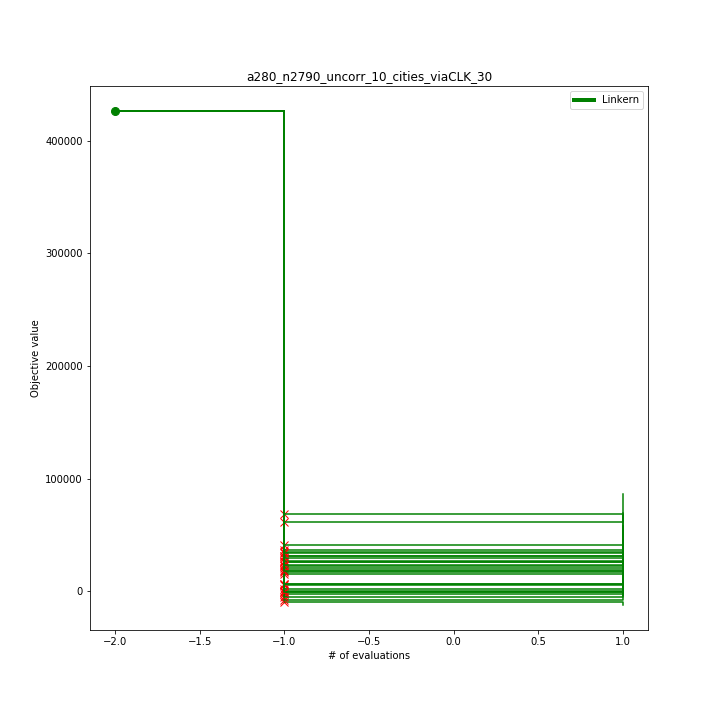 a280_n2790_uncorr_10_cities_viaCLK_30
Linkern
400000
300000
200000
100000
0
Objective value
−2.0 −1.5 −1.0 −0.5 0.0 0.5 1.0
# of evaluations